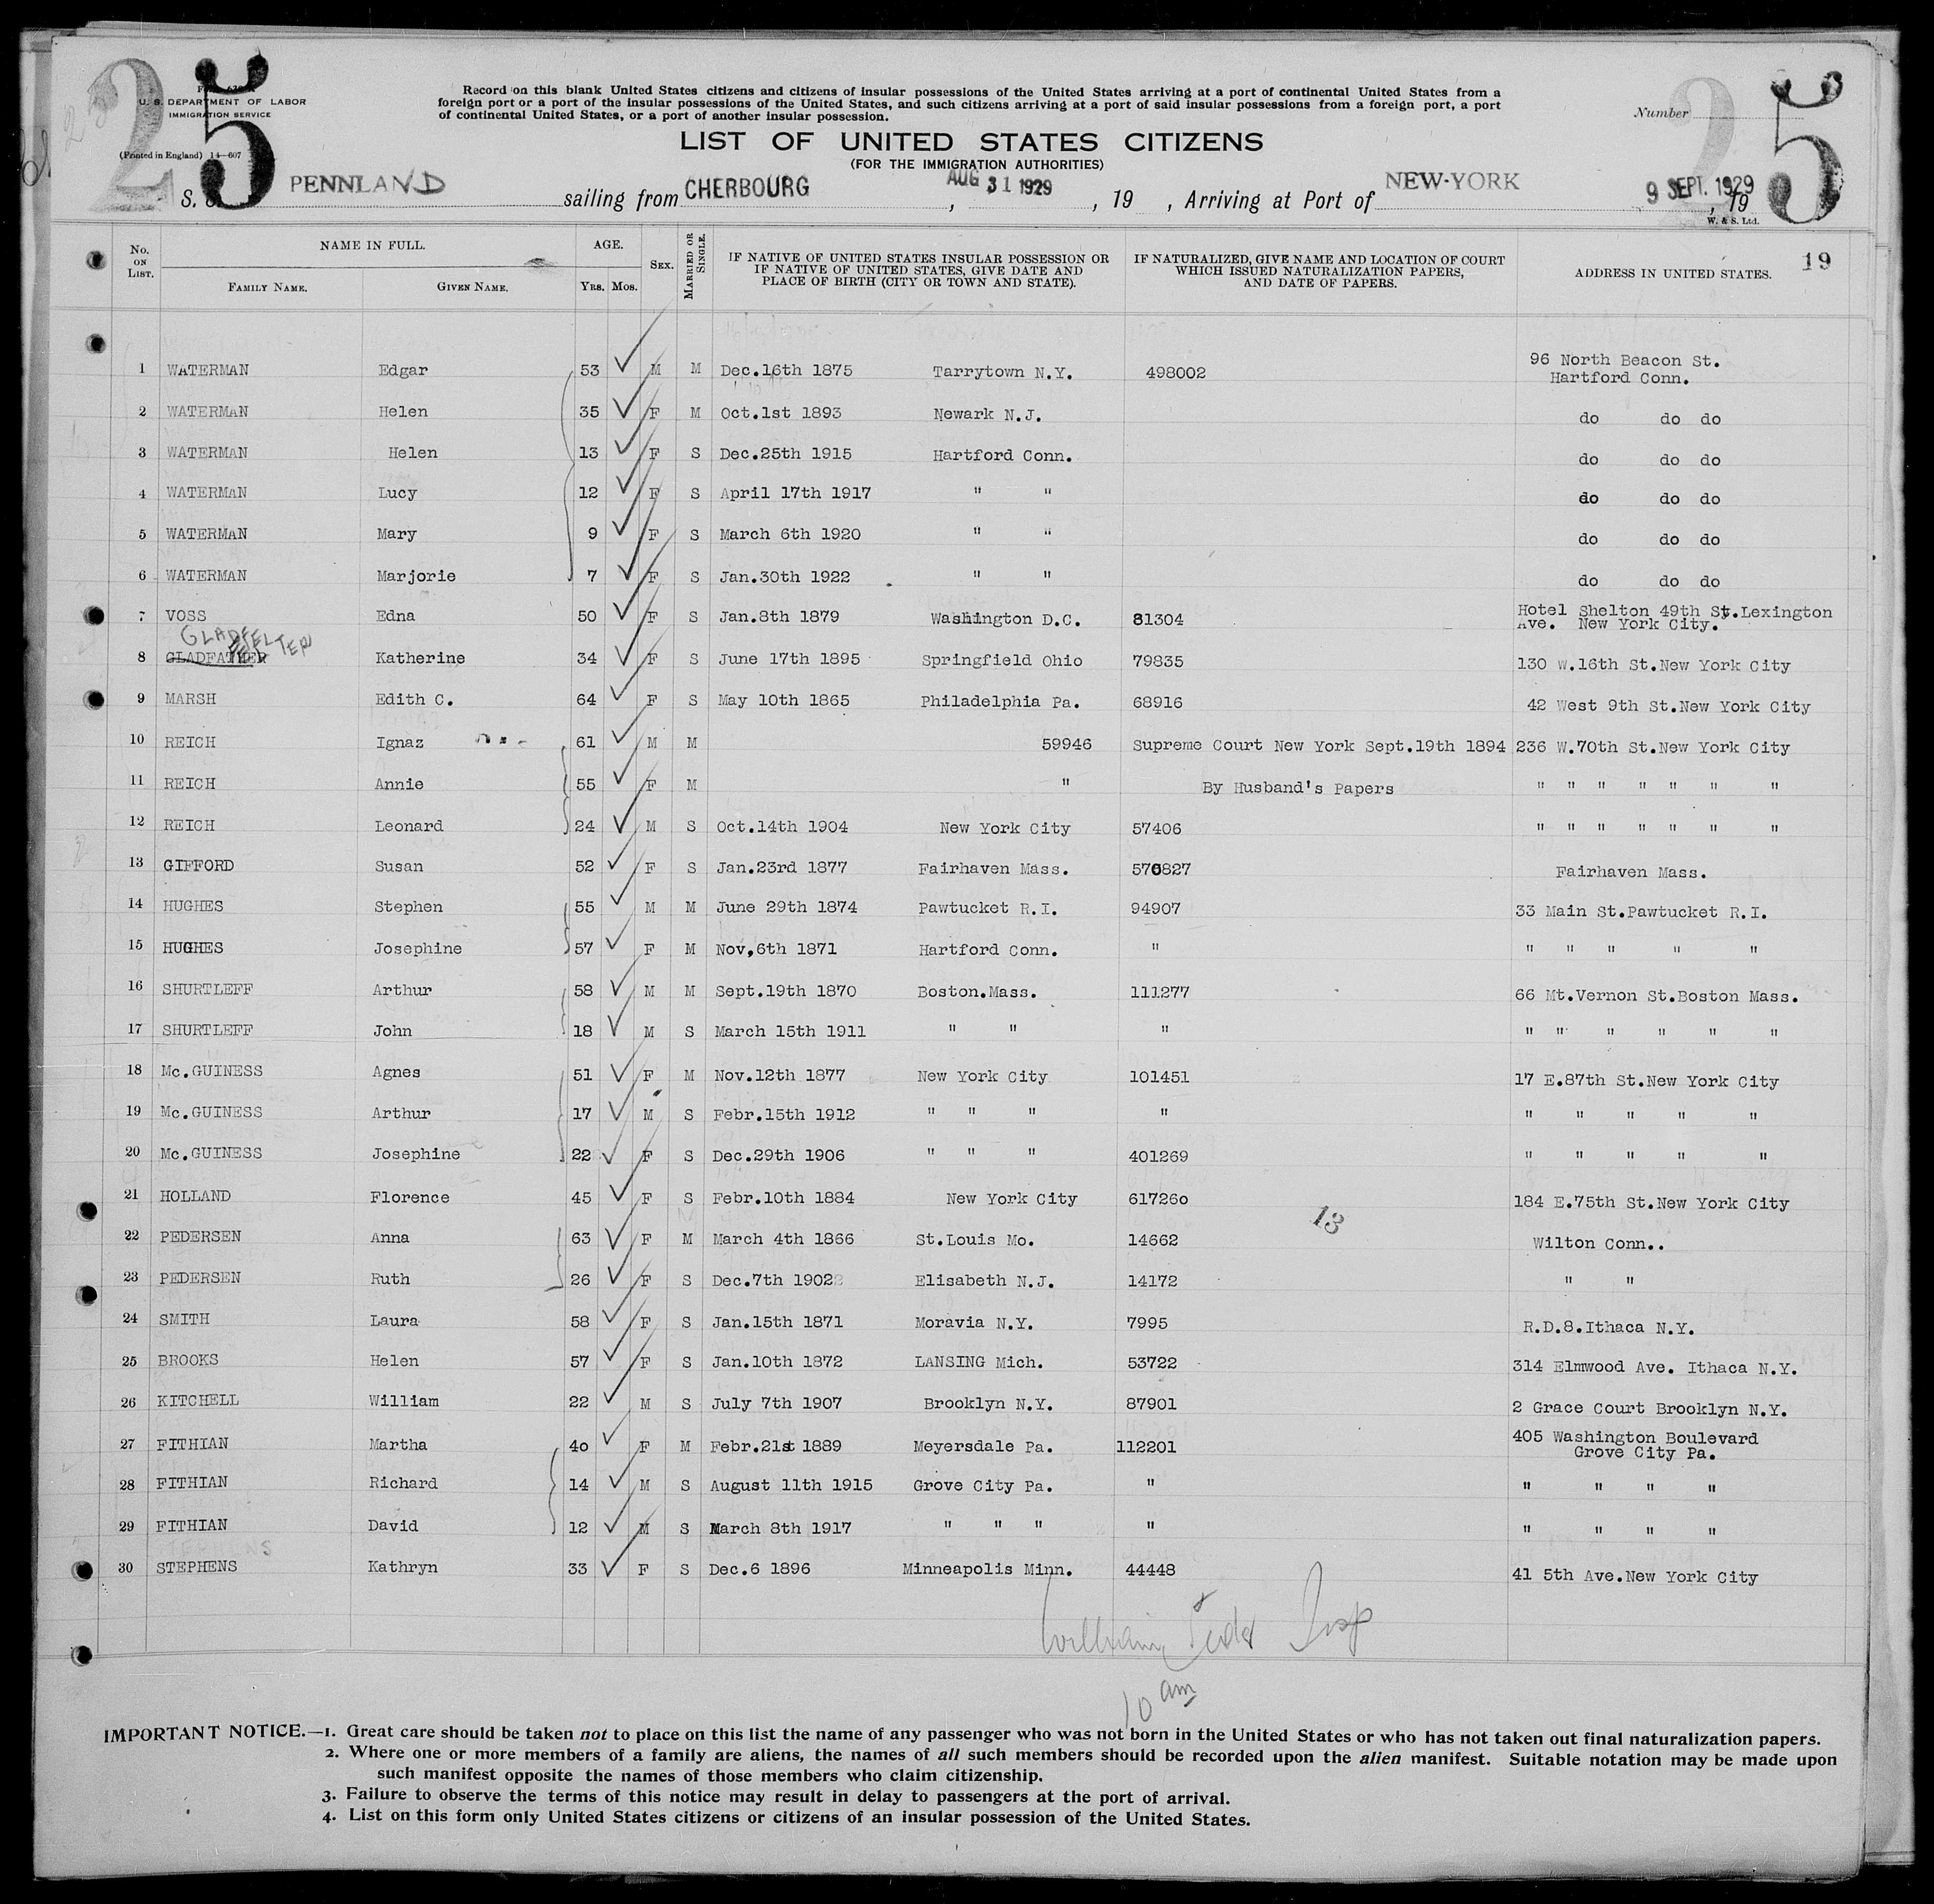 25
U. S. DEPARTMENT OF LABOR
IMMIGRATION SERVICE
(Printed in England) 14—607
Record on this blank United States citizens and citizens of insular possessions of the United States arriving at a port of continental United States from a
foreign port or a port of the insular possessions of the United States, and such citizens arriving at a port of said insular possessions from a foreign port, a port
of continental United States, or a port of another insular possession.
Number 25
LIST OF UNITED STATES CITIZENS
(FOR THE IMMIGRATION AUTHORITIES)
S. S. PENNLAND sailing from CHERBOURG, AUG 31 1929, 19 , Arriving at Port of NEW-YORK 9 SEPT. 1929, 19
W. & S. Ltd.
19
No. ON LIST. NAME IN FULL. FAMILY NAME. GIVEN NAME. AGE. YRS. MOS. SEX. MARRIED OR SINGLE. IF NATIVE OF UNITED STATES INSULAR POSSESSION OR IF NATIVE OF UNITED STATES, GIVE DATE AND PLACE OF BIRTH (CITY OR TOWN AND STATE). IF NATURALIZED, GIVE NAME AND LOCATION OF COURT WHICH ISSUED NATURALIZATION PAPERS, AND DATE OF PAPERS. ADDRESS IN UNITED STATES.
1 WATERMAN Edgar 53 M M Dec.16th 1875 Tarrytown N.Y. 498002 96 North Beacon St. Hartford Conn.
2 WATERMAN Helen 35 F M Oct.1st 1893 Newark N.J. do do do
3 WATERMAN Helen 13 F S Dec.25th 1915 Hartford Conn. do do do
4 WATERMAN Lucy 12 F S April 17th 1917 " " do do do
5 WATERMAN Mary 9 F S March 6th 1920 " " do do do
6 WATERMAN Marjorie 7 F S Jan.30th 1922 " " do do do
7 VOSS Edna 50 F S Jan.8th 1879 Washington D.C. 81304 Hotel Shelton 49th St.Lexington Ave. New York City.
GLADFELTER
8 GLADFATHER Katherine 34 F S June 17th 1895 Springfield Ohio 79835 130 W.16th St.New York City
9 MARSH Edith C. 64 F S May 10th 1865 Philadelphia Pa. 68916 42 West 9th St.New York City
10 REICH Ignaz 61 M M 59946 Supreme Court New York Sept.19th 1894 236 W.70th St.New York City
11 REICH Annie 55 F M " By Husband's Papers " " " " " " "
12 REICH Leonard 24 M S Oct.14th 1904 New York City 57406 " " " " " " "
13 GIFFORD Susan 52 F S Jan.23rd 1877 Fairhaven Mass. 570827 Fairhaven Mass.
14 HUGHES Stephen 55 M M June 29th 1874 Pawtucket R.I. 94907 33 Main St.Pawtucket R.I.
15 HUGHES Josephine 57 F M Nov,6th 1871 Hartford Conn. " " " " " "
16 SHURTLEFF Arthur 58 M M Sept.19th 1870 Boston.Mass. 111277 66 Mt.Vernon St.Boston Mass.
17 SHURTLEFF John 18 M S March 15th 1911 " " " " " " " " "
18 Mc.GUINESS Agnes 51 F M Nov.12th 1877 New York City 101451 17 E.87th St.New York City
19 Mc.GUINESS Arthur 17 M S Febr.15th 1912 " " " " " " " " "
20 Mc.GUINESS Josephine 22 F S Dec.29th 1906 " " " 401269 " " " " "
21 HOLLAND Florence 45 F S Febr.10th 1884 New York City 617260 184 E.75th St.New York City
13
22 PEDERSEN Anna 63 F M March 4th 1866 St.Louis Mo. 14662 Wilton Conn..
23 PEDERSEN Ruth 26 F S Dec.7th 1902 Elisabeth N.J. 14172 " "
24 SMITH Laura 58 F S Jan.15th 1871 Moravia N.Y. 7995 R.D.8.Ithaca N.Y.
25 BROOKS Helen 57 F S Jan.10th 1872 LANSING Mich. 53722 314 Elmwood Ave. Ithaca N.Y.
26 KITCHELL William 22 M S July 7th 1907 Brooklyn N.Y. 87901 2 Grace Court Brooklyn N.Y.
27 FITHIAN Martha 40 F M Febr.21st 1889 Meyersdale Pa. 112201 405 Washington Boulevard Grove City Pa.
28 FITHIAN Richard 14 M S August 11th 1915 Grove City Pa. " " " " "
29 FITHIAN David 12 M S March 8th 1917 " " " " " " " "
30 STEPHENS Kathryn 33 F S Dec.6 1896 Minneapolis Minn. 44448 41 5th Ave.New York City
William Insp
10 am
IMPORTANT NOTICE.—1. Great care should be taken not to place on this list the name of any passenger who was not born in the United States or who has not taken out final naturalization papers.
2. Where one or more members of a family are aliens, the names of all such members should be recorded upon the alien manifest. Suitable notation may be made upon
such manifest opposite the names of those members who claim citizenship.
3. Failure to observe the terms of this notice may result in delay to passengers at the port of arrival.
4. List on this form only United States citizens or citizens of an insular possession of the United States.